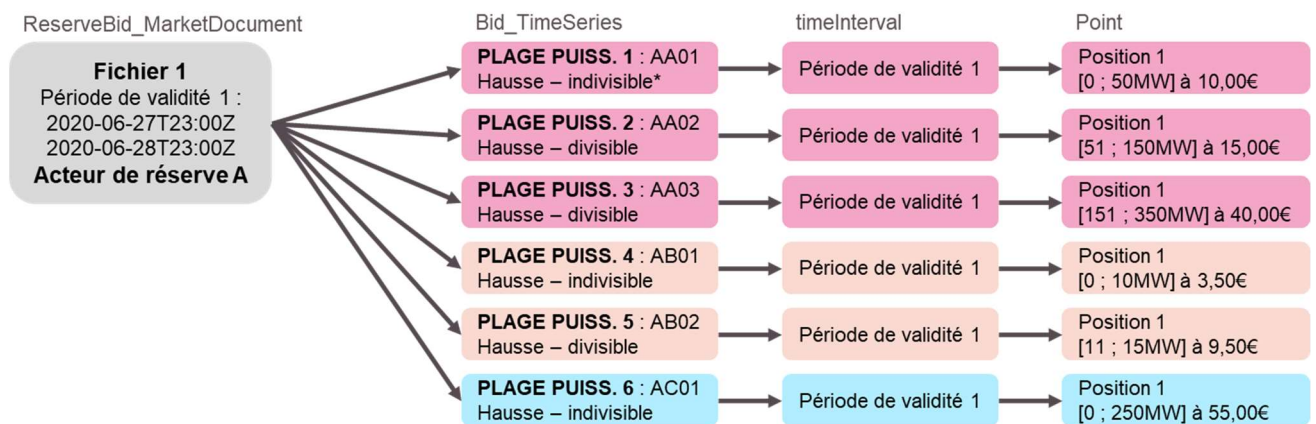 ReserveBid_MarketDocument
Bid_TimeSeries
timeInterval
Point
Fichier 1
Période de validité 1 :
2020-06-27T23:00Z
2020-06-28T23:00Z
Acteur de réserve A
PLAGE PUISS. 1 : AA01
Hausse – indivisible*
Période de validité 1
Position 1
[0 ; 50MW] à 10,00€
PLAGE PUISS. 2 : AA02
Hausse – divisible
Période de validité 1
Position 1
[51 ; 150MW] à 15,00€
PLAGE PUISS. 3 : AA03
Hausse – divisible
Période de validité 1
Position 1
[151 ; 350MW] à 40,00€
PLAGE PUISS. 4 : AB01
Hausse – indivisible
Période de validité 1
Position 1
[0 ; 10MW] à 3,50€
PLAGE PUISS. 5 : AB02
Hausse – divisible
Période de validité 1
Position 1
[11 ; 15MW] à 9,50€
PLAGE PUISS. 6 : AC01
Hausse – indivisible
Période de validité 1
Position 1
[0 ; 250MW] à 55,00€